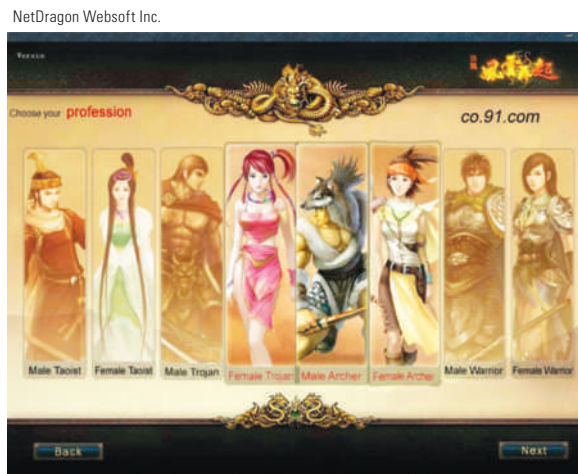 NetDragon Websoft Inc.
Choose your profession
co.91.com
Male Taoist
Female Taoist
Male Trojan
Female Trojan
Male Archer
Female Archer
Male Warrior
Female Warrior
Back
Next